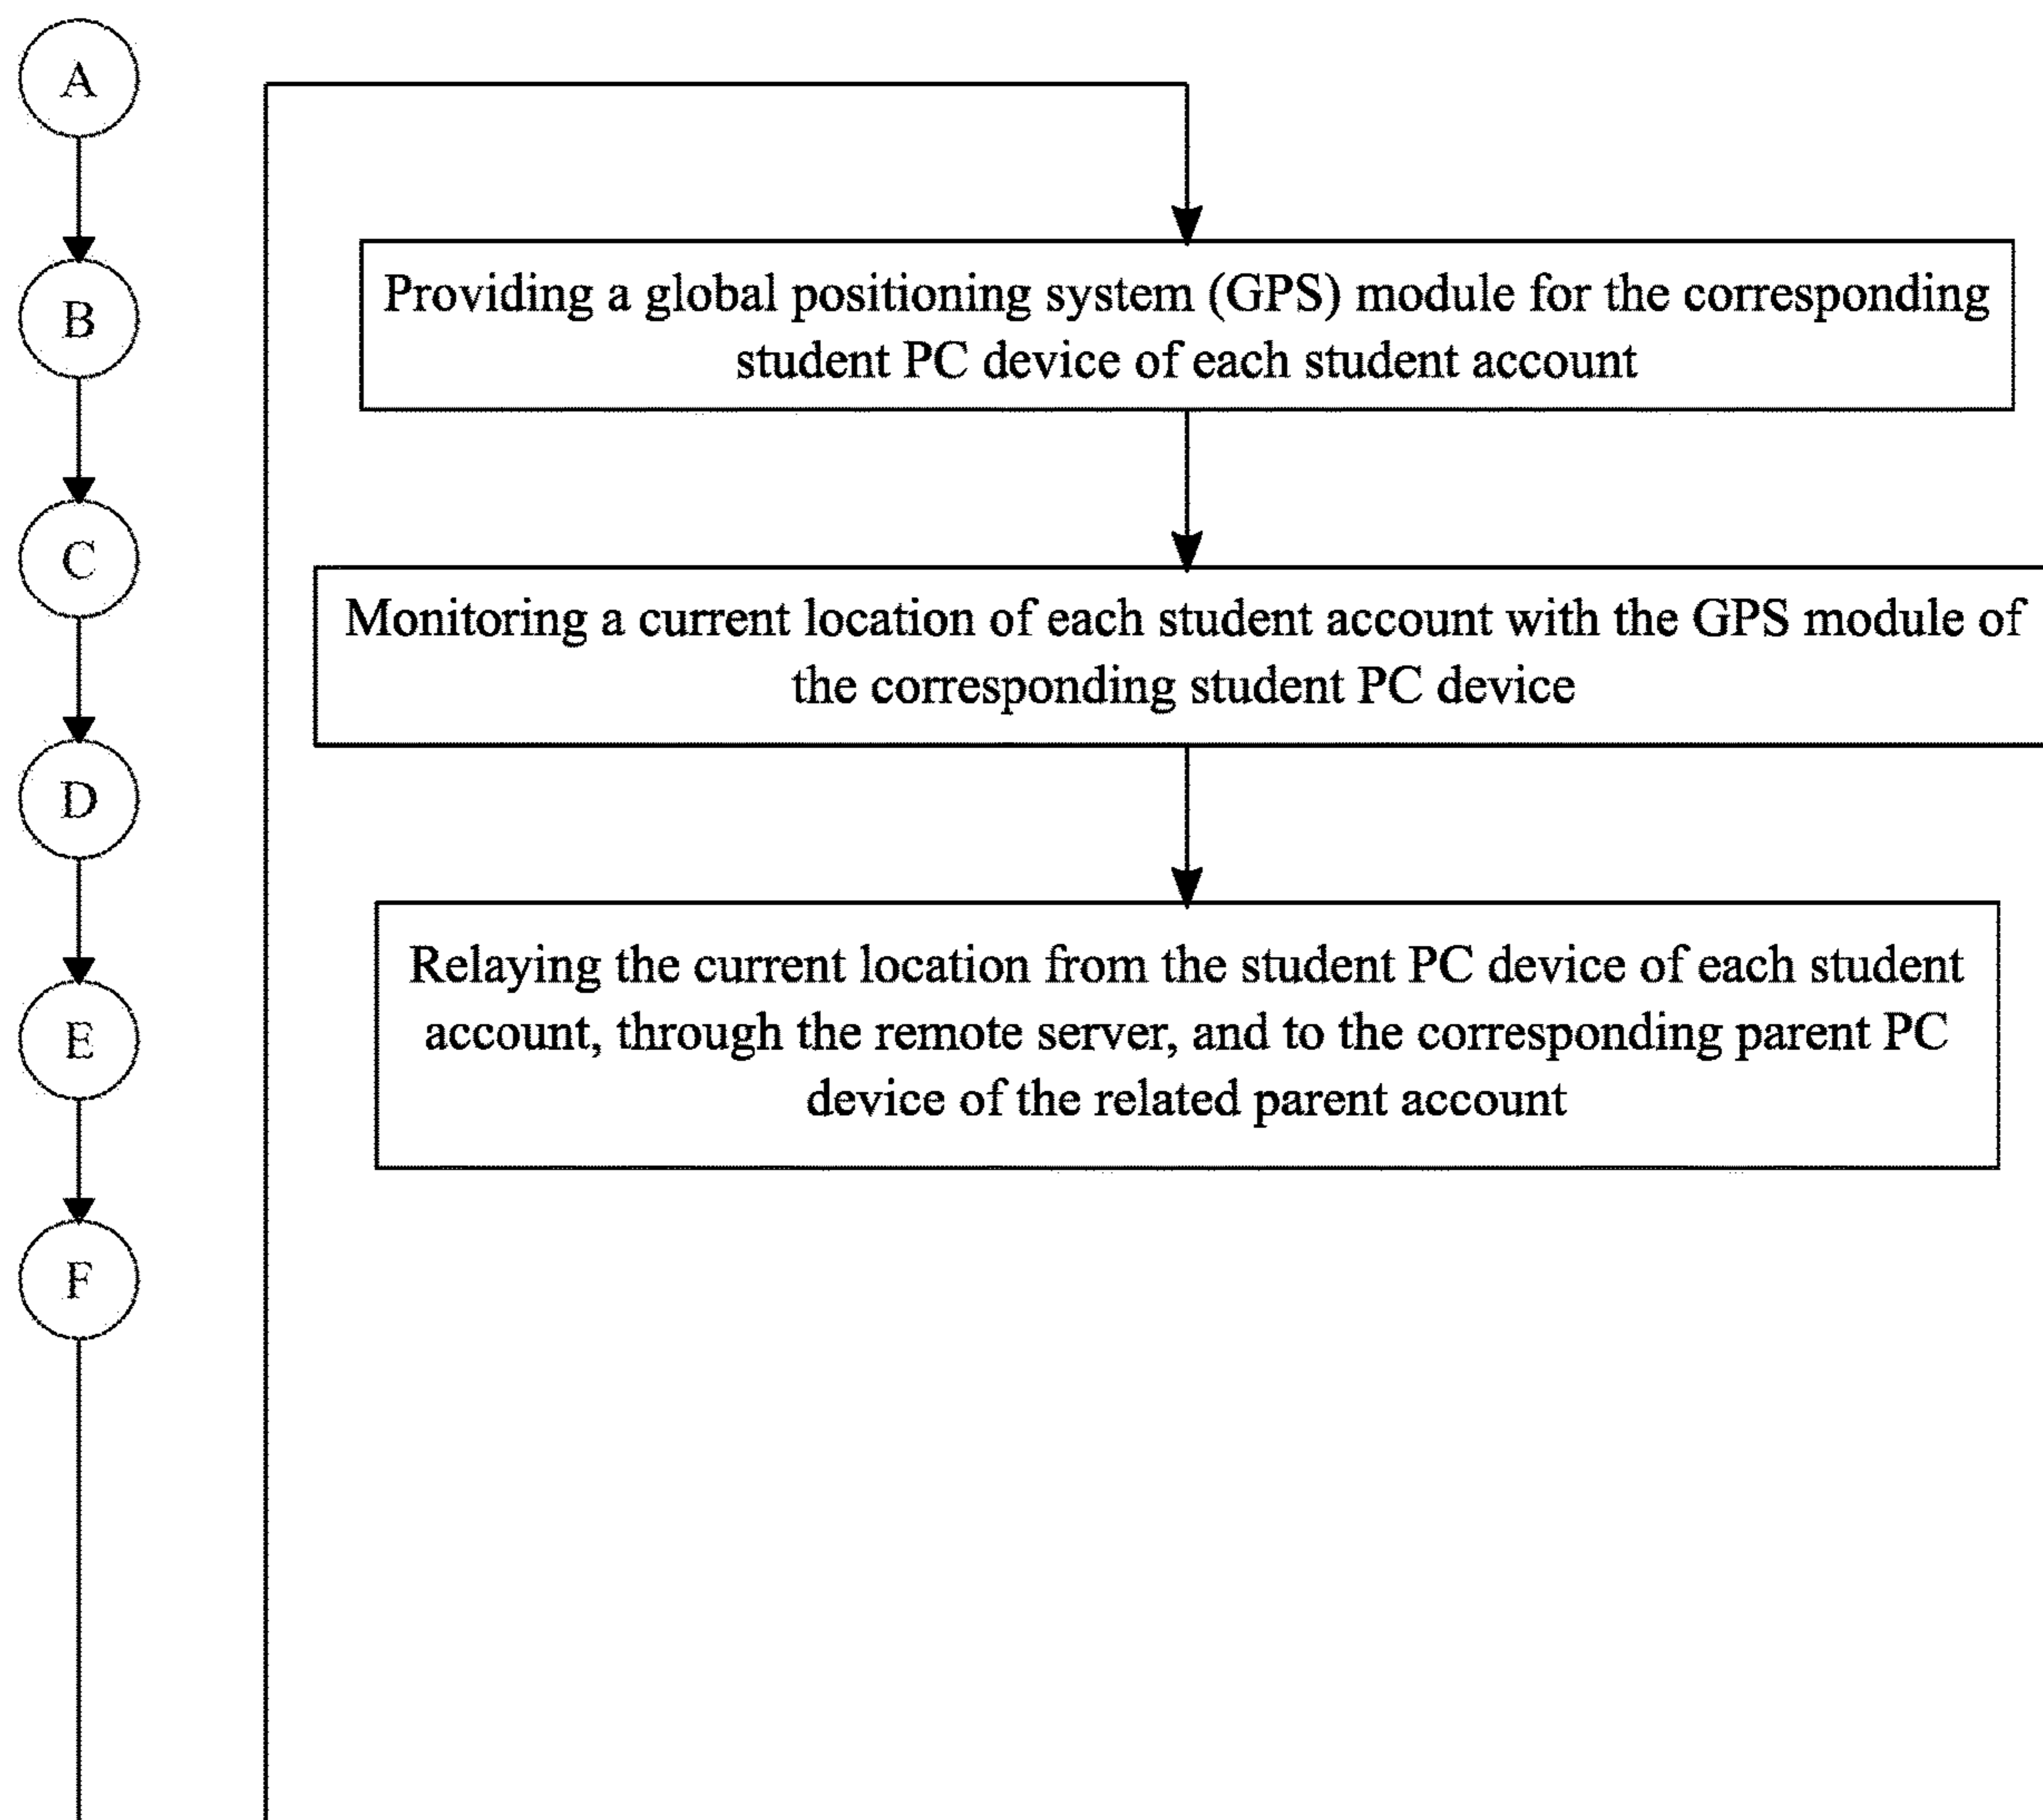 A
B
C
D
E
F
Providing a global positioning system (GPS) module for the corresponding
student PC device of each student account
Monitoring a current location of each student account with the GPS module of
the corresponding student PC device
Relaying the current location from the student PC device of each student
account, through the remote server, and to the corresponding parent PC
device of the related parent account